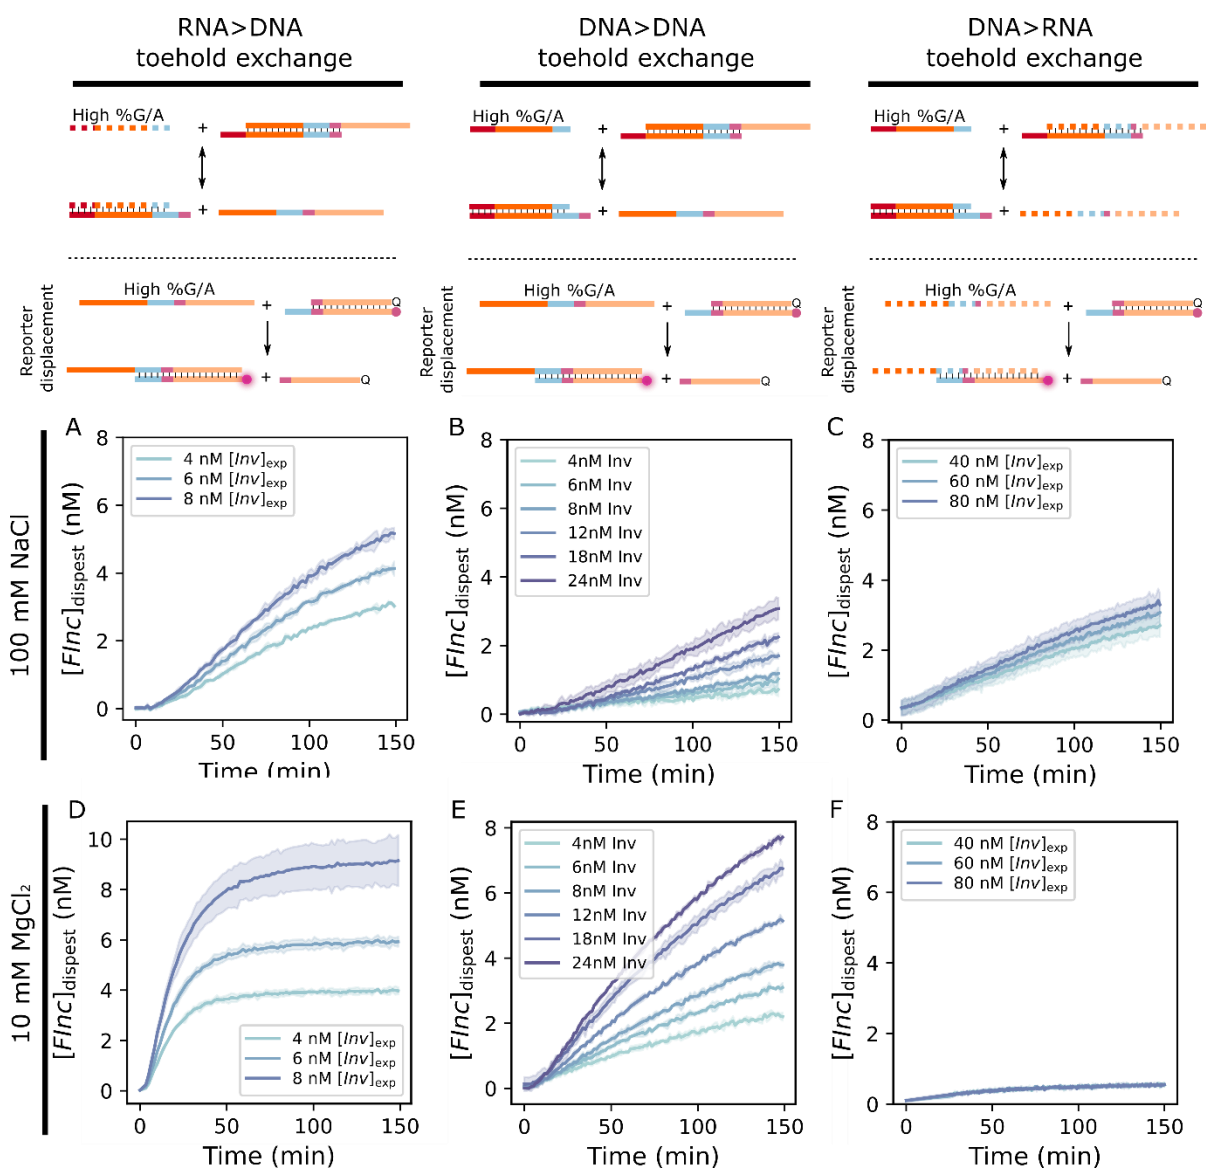 RNA>DNA
toehold exchange
DNA>DNA
toehold exchange
DNA>RNA
toehold exchange
High %G/A
+
+
High %G/A
+
+
High %G/A
+
+
Reporter
displacement
High %G/A
+
Q
+
Q
Reporter
displacement
High %G/A
+
Q
+
Q
Reporter
displacement
High %G/A
+
Q
+
Q
100 mM NaCl
A
[FInc]dispest (nM)
8
6
4
2
0
4 nM [Inv]exp
6 nM [Inv]exp
8 nM [Inv]exp
0 50 100 150
Time (min)
B
[FInc]dispest (nM)
8
6
4
2
0
4nM Inv
6nM Inv
8nM Inv
12nM Inv
18nM Inv
24nM Inv
0 50 100 150
Time (min)
C
[FInc]dispest (nM)
8
6
4
2
0
40 nM [Inv]exp
60 nM [Inv]exp
80 nM [Inv]exp
0 50 100 150
Time (min)
10 mM MgCl₂
D
[FInc]dispest (nM)
10
8
6
4
2
0
4 nM [Inv]exp
6 nM [Inv]exp
8 nM [Inv]exp
0 50 100 150
Time (min)
E
[FInc]dispest (nM)
8
6
4
2
0
4nM Inv
6nM Inv
8nM Inv
12nM Inv
18nM Inv
24nM Inv
0 50 100 150
Time (min)
F
[FInc]dispest (nM)
8
6
4
2
0
40 nM [Inv]exp
60 nM [Inv]exp
80 nM [Inv]exp
0 50 100 150
Time (min)